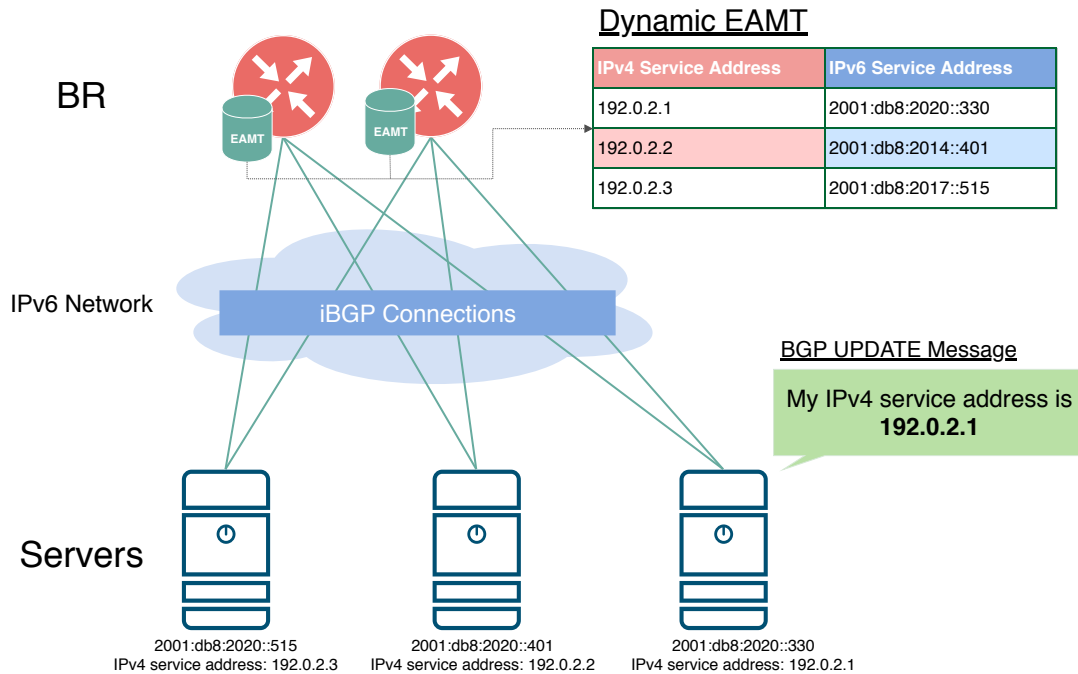 Dynamic EAMT
IPv4 Service Address IPv6 Service Address
192.0.2.1 2001:db8:2020::330
192.0.2.2 2001:db8:2014::401
192.0.2.3 2001:db8:2017::515
BR
EAMT EAMT
IPv6 Network
iBGP Connections
BGP UPDATE Message
My IPv4 service address is
192.0.2.1
Servers
2001:db8:2020::515 2001:db8:2020::401 2001:db8:2020::330
IPv4 service address: 192.0.2.3 IPv4 service address: 192.0.2.2 IPv4 service address: 192.0.2.1